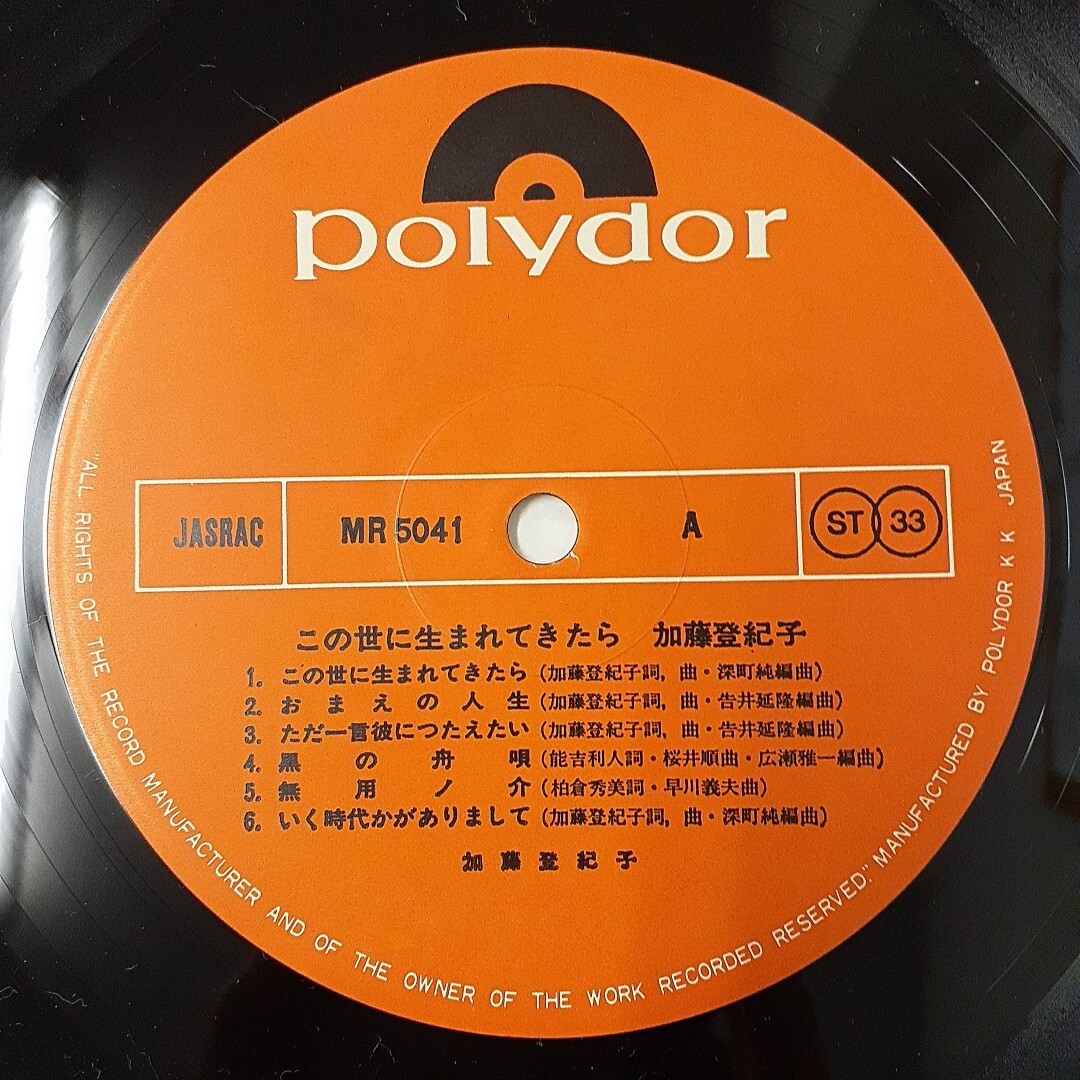 polydor
JASRAC MR 5041 A ST 33
この世に生まれてきたら 加藤登紀子
1. この世に生まれてきたら (加藤登紀子詞, 曲・深町純編曲)
2. おまえの人生 (加藤登紀子詞, 曲・告井延隆編曲)
3. ただ一言彼につたえたい (加藤登紀子詞, 曲・告井延隆編曲)
4. 黒の舟唄 (能吉利人詞・桜井順曲・広瀬雅一編曲)
5. 無用ノ介 (柏倉秀美詞・早川義夫曲)
6. いく時代かがありまして (加藤登紀子詞, 曲・深町純編曲)
加藤登紀子
"ALL RIGHTS OF THE RECORD MANUFACTURER AND OF THE OWNER OF THE WORK RECORDED RESERVED." MANUFACTURED BY POLYDOR K K JAPAN